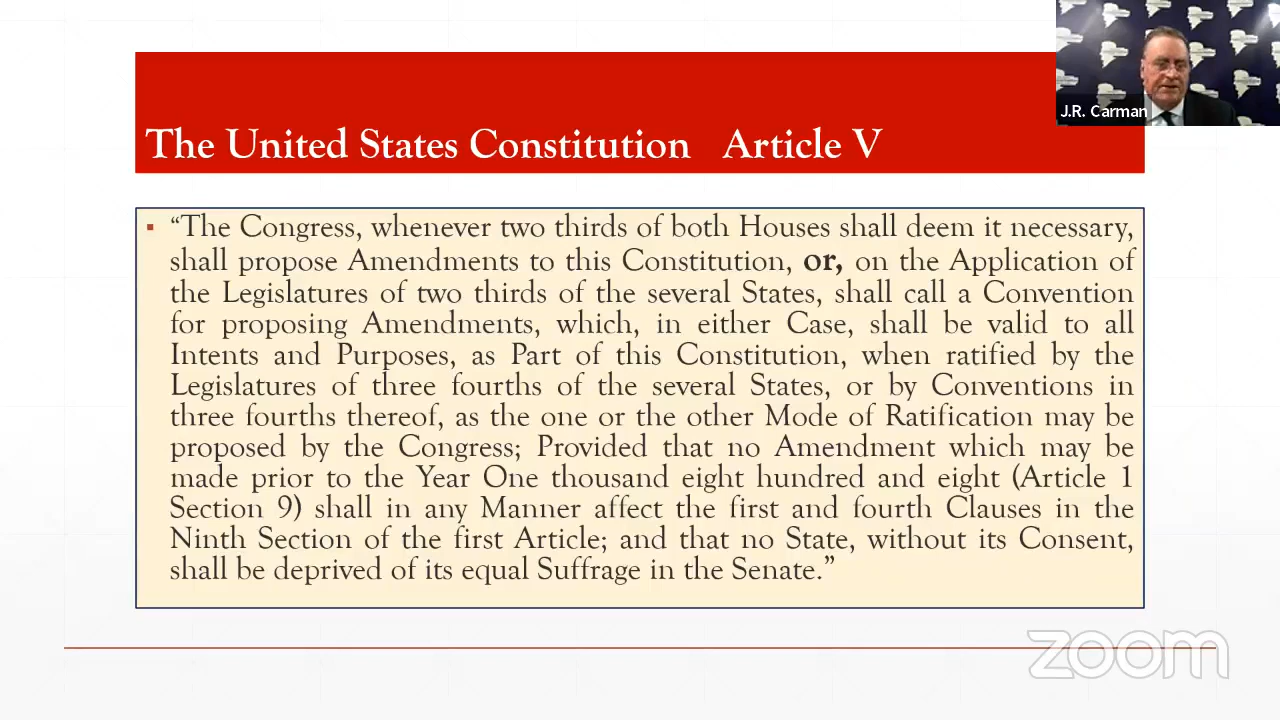 J.R. Carman
The United States Constitution Article V
▪ “The Congress, whenever two thirds of both Houses shall deem it necessary,
shall propose Amendments to this Constitution, or, on the Application of
the Legislatures of two thirds of the several States, shall call a Convention
for proposing Amendments, which, in either Case, shall be valid to all
Intents and Purposes, as Part of this Constitution, when ratified by the
Legislatures of three fourths of the several States, or by Conventions in
three fourths thereof, as the one or the other Mode of Ratification may be
proposed by the Congress; Provided that no Amendment which may be
made prior to the Year One thousand eight hundred and eight (Article 1
Section 9) shall in any Manner affect the first and fourth Clauses in the
Ninth Section of the first Article; and that no State, without its Consent,
shall be deprived of its equal Suffrage in the Senate.”
zoom